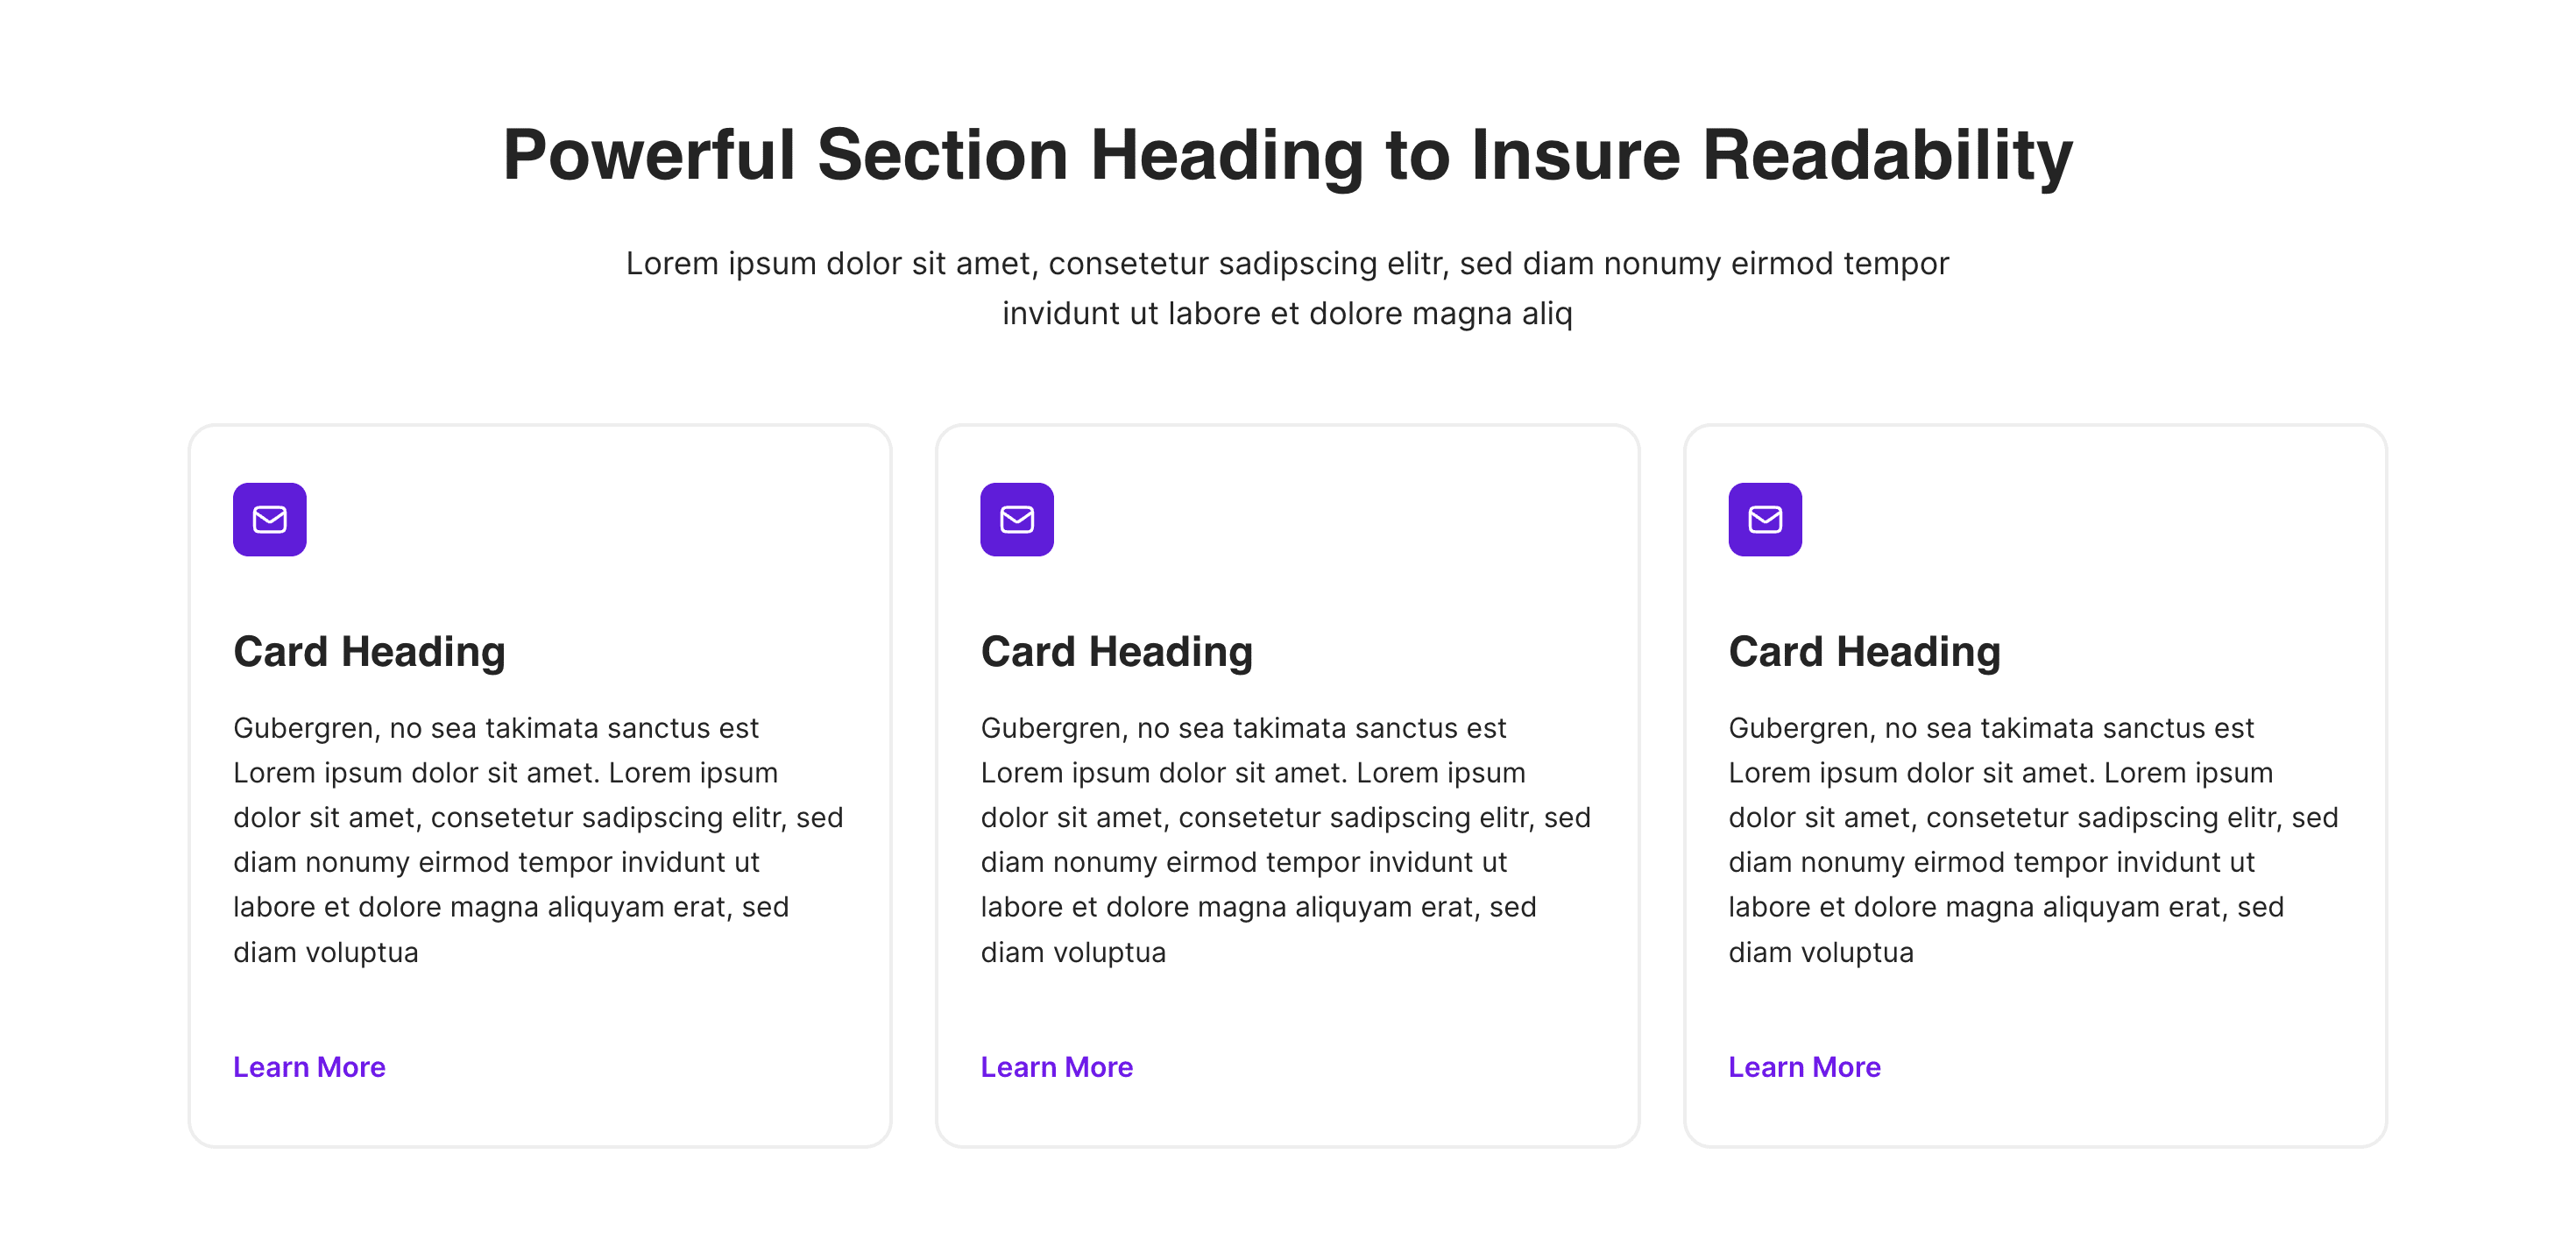 Powerful Section Heading to Insure Readability
Lorem ipsum dolor sit amet, consetetur sadipscing elitr, sed diam nonumy eirmod tempor
invidunt ut labore et dolore magna aliq
Card Heading
Gubergren, no sea takimata sanctus est
Lorem ipsum dolor sit amet. Lorem ipsum
dolor sit amet, consetetur sadipscing elitr, sed
diam nonumy eirmod tempor invidunt ut
labore et dolore magna aliquyam erat, sed
diam voluptua
Learn More
Card Heading
Gubergren, no sea takimata sanctus est
Lorem ipsum dolor sit amet. Lorem ipsum
dolor sit amet, consetetur sadipscing elitr, sed
diam nonumy eirmod tempor invidunt ut
labore et dolore magna aliquyam erat, sed
diam voluptua
Learn More
Card Heading
Gubergren, no sea takimata sanctus est
Lorem ipsum dolor sit amet. Lorem ipsum
dolor sit amet, consetetur sadipscing elitr, sed
diam nonumy eirmod tempor invidunt ut
labore et dolore magna aliquyam erat, sed
diam voluptua
Learn More